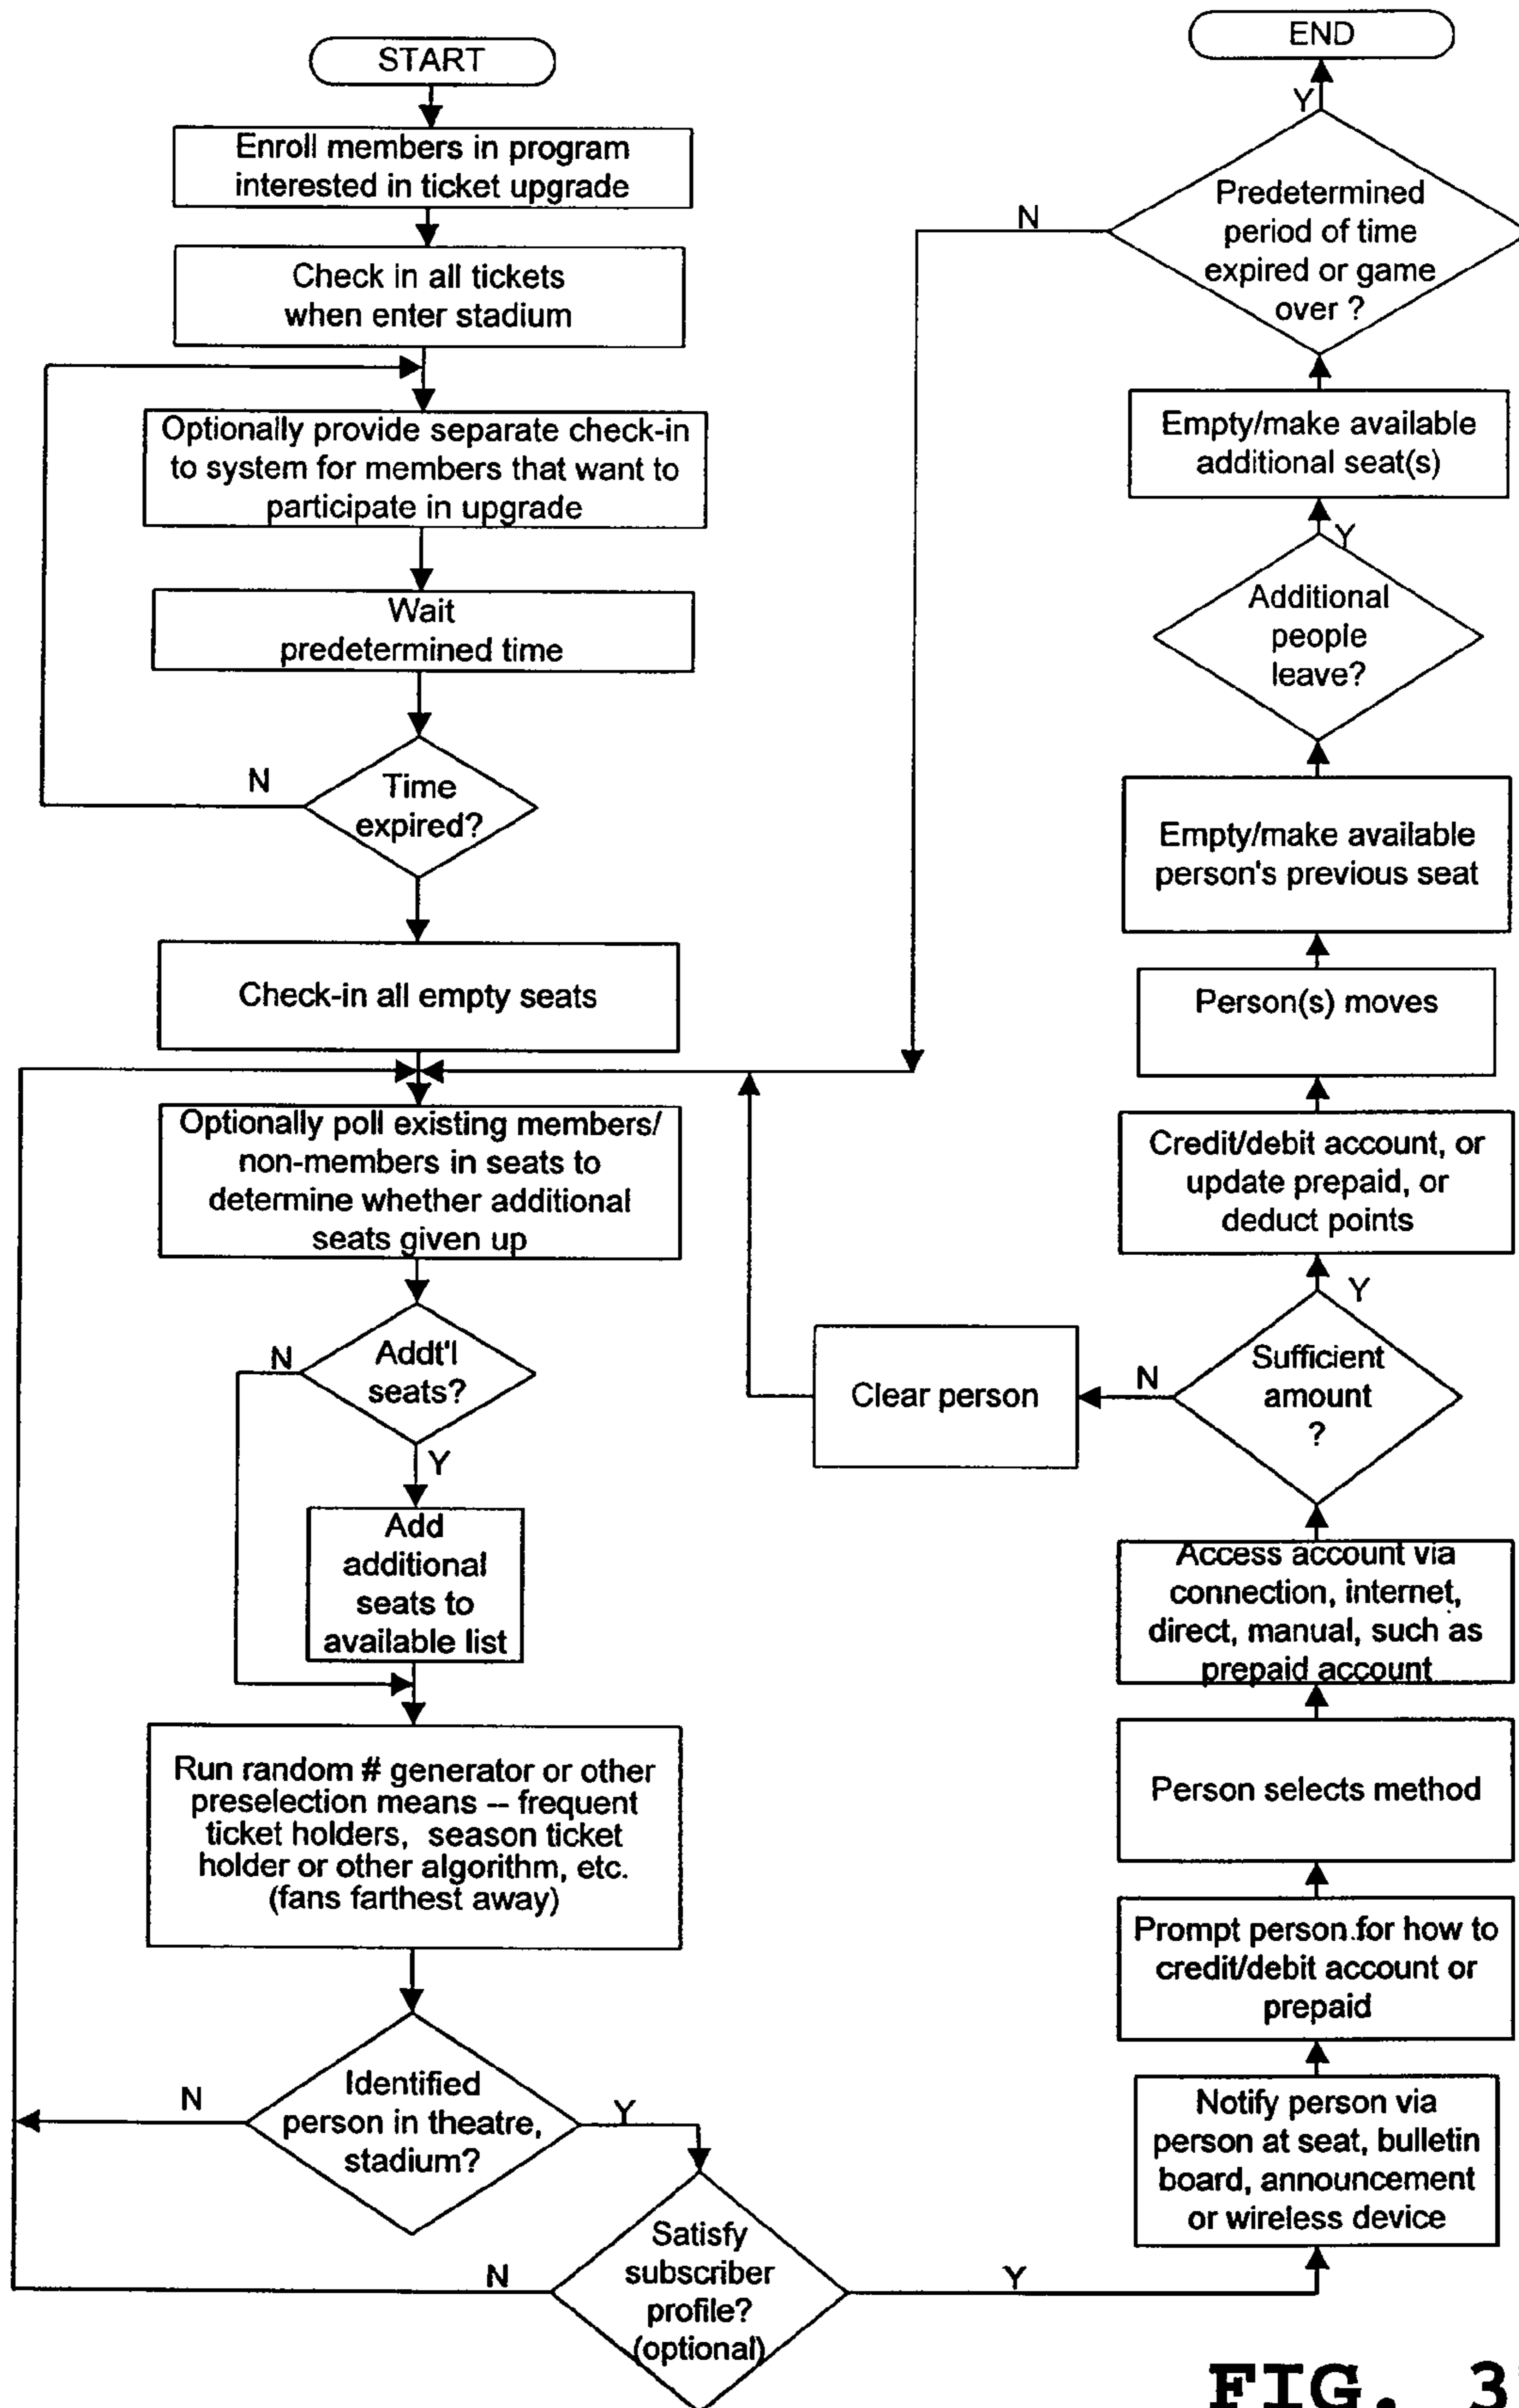 START
Enroll members in program
interested in ticket upgrade
Check in all tickets
when enter stadium
Optionally provide separate check-in
to system for members that want to
participate in upgrade
Wait
predetermined time
Time
expired?
N
Check-in all empty seats
Optionally poll existing members/
non-members in seats to
determine whether additional
seats given up
Addt'l
seats?
N
Y
Add
additional
seats to
available list
Run random # generator or other
preselection means -- frequent
ticket holders, season ticket
holder or other algorithm, etc.
(fans farthest away)
Identified
person in theatre,
stadium?
N
Y
Satisfy
subscriber
profile?
(optional)
N
Y
Notify person via
person at seat, bulletin
board, announcement
or wireless device
Prompt person for how to
credit/debit account or
prepaid
Person selects method
Access account via
connection, internet,
direct, manual, such as
prepaid account
Sufficient
amount
?
N
Y
Clear person
Credit/debit account, or
update prepaid, or
deduct points
Person(s) moves
Empty/make available
person's previous seat
Additional
people
leave?
Y
Empty/make available
additional seat(s)
Predetermined
period of time
expired or game
over ?
N
Y
END
FIG.